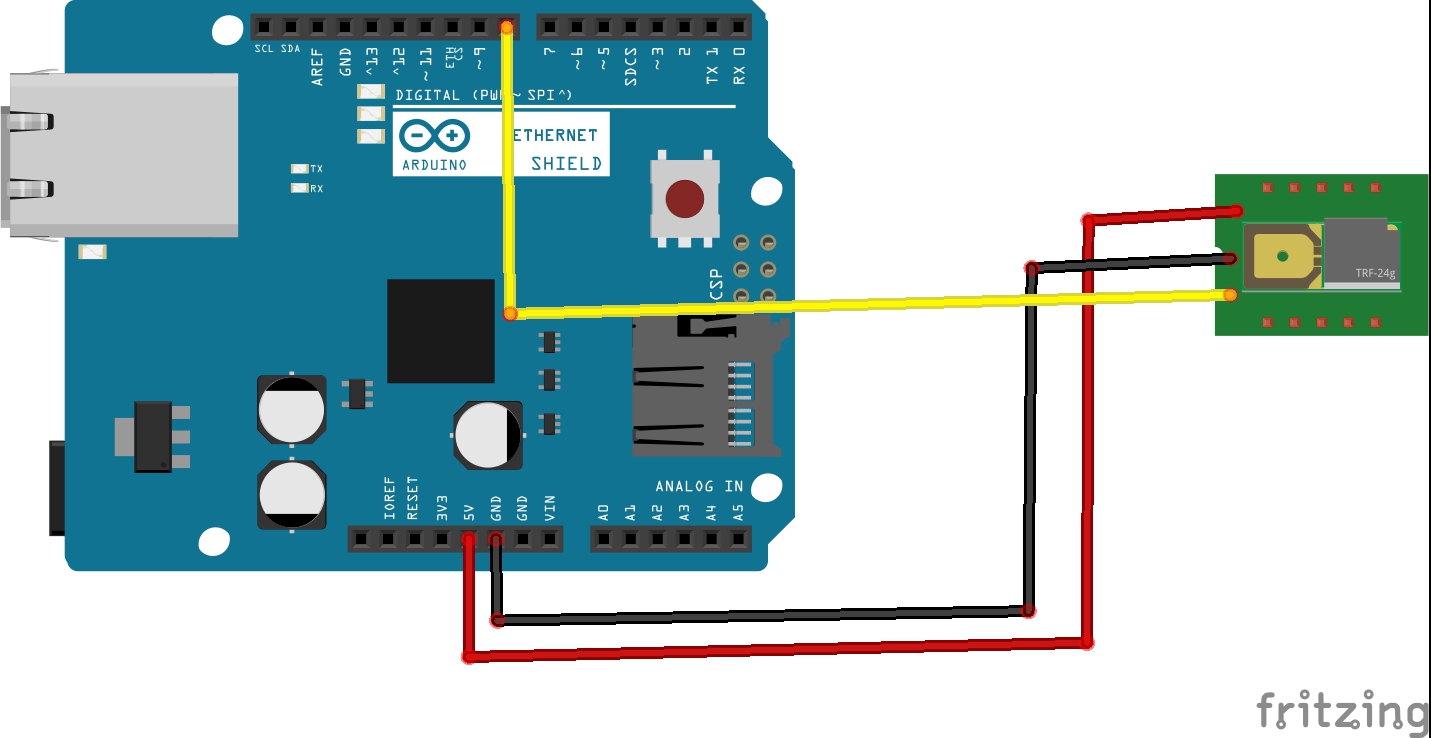 SCL SDA AREF GND ^13 ^12 ~11 ETH CS ~9 7 ~6 ~5 SDCS ~3 2 TX 1 RX 0
DIGITAL (PWM~ SPI^)
ETHERNET
ARDUINO SHIELD
TX
RX
ICSP
TRF-24g
ANALOG IN
IOREF RESET 3V3 5V GND GND VIN A0 A1 A2 A3 A4 A5
fritzing